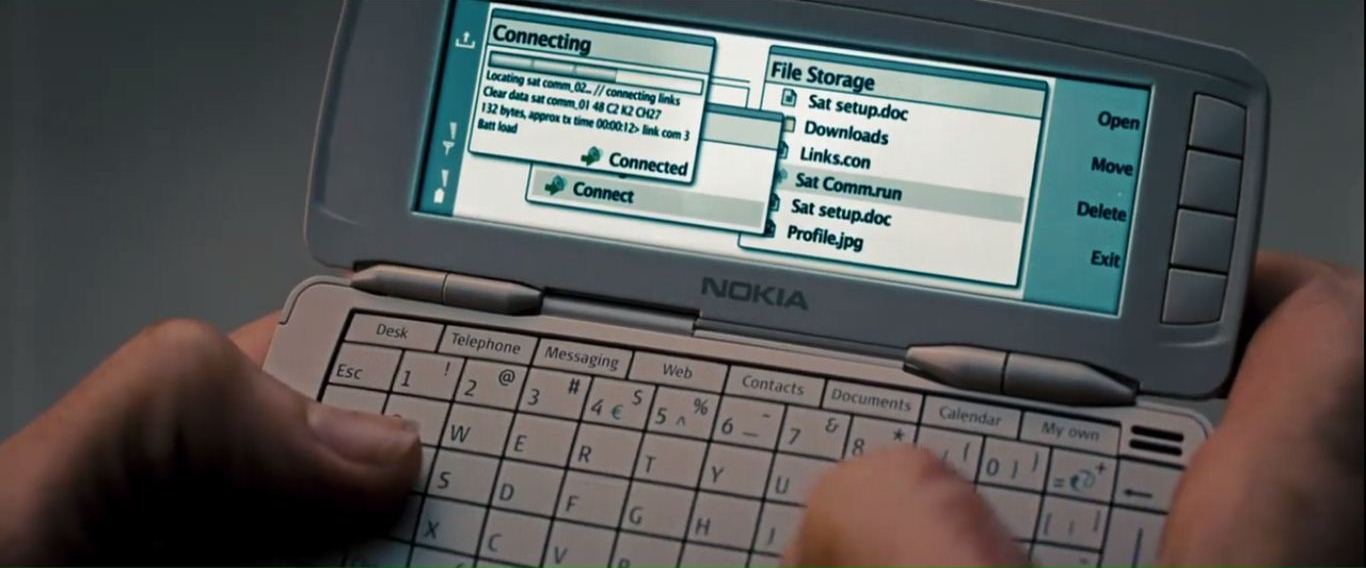 Connecting
Locating sat comm_02.. // connecting links
Clear data sat comm_01 48 C2 K2 CH27
132 bytes, approx tx time 00:00:12> link com 3
Batt load
Connected
Connect
File Storage
Sat setup.doc
Downloads
Links.con
Sat Comm.run
Sat setup.doc
Profile.jpg
Open
Move
Delete
Exit
NOKIA
Desk Telephone Messaging Web Contacts Documents Calendar My own
Esc 1 ! 2 @ 3 # 4 € $ 5 ^ % 6 _ ~ 7 & 8 * ( 0 ) } = +
W E R T Y U [ ; ]
S D F G H J
X C V